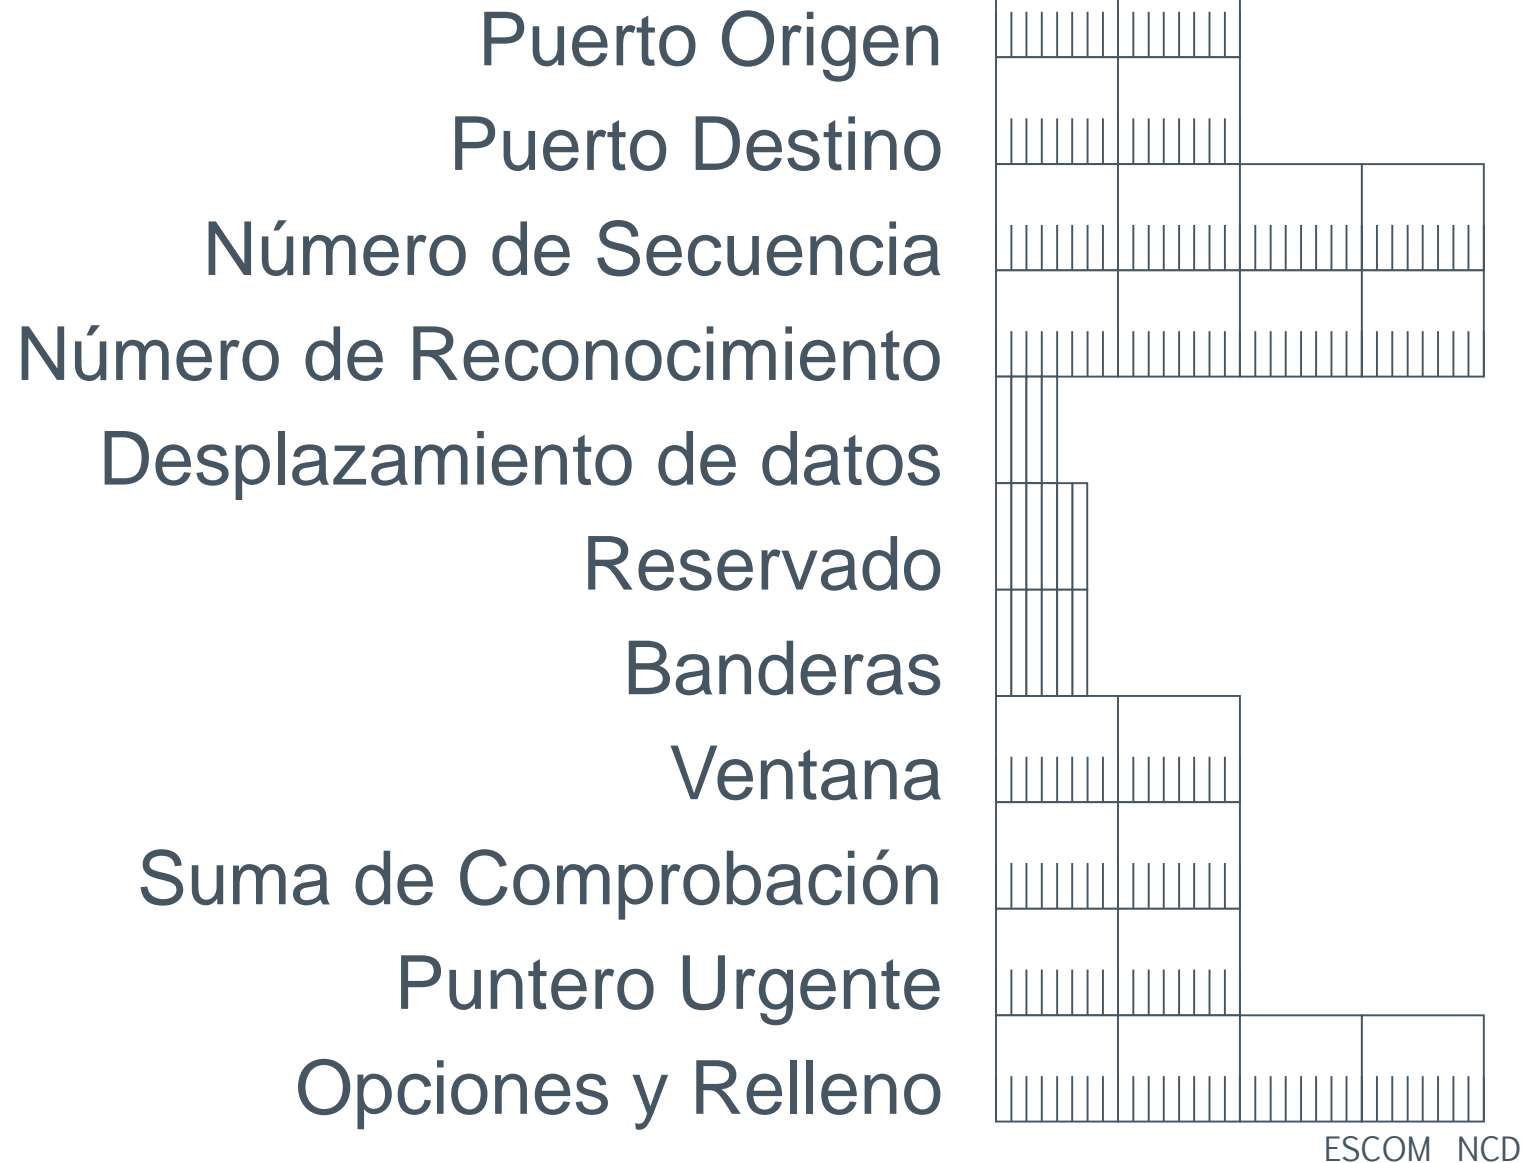 Puerto Origen
Puerto Destino
Número de Secuencia
Número de Reconocimiento
Desplazamiento de datos
Reservado
Banderas
Ventana
Suma de Comprobación
Puntero Urgente
Opciones y Relleno
ESCOM NCD